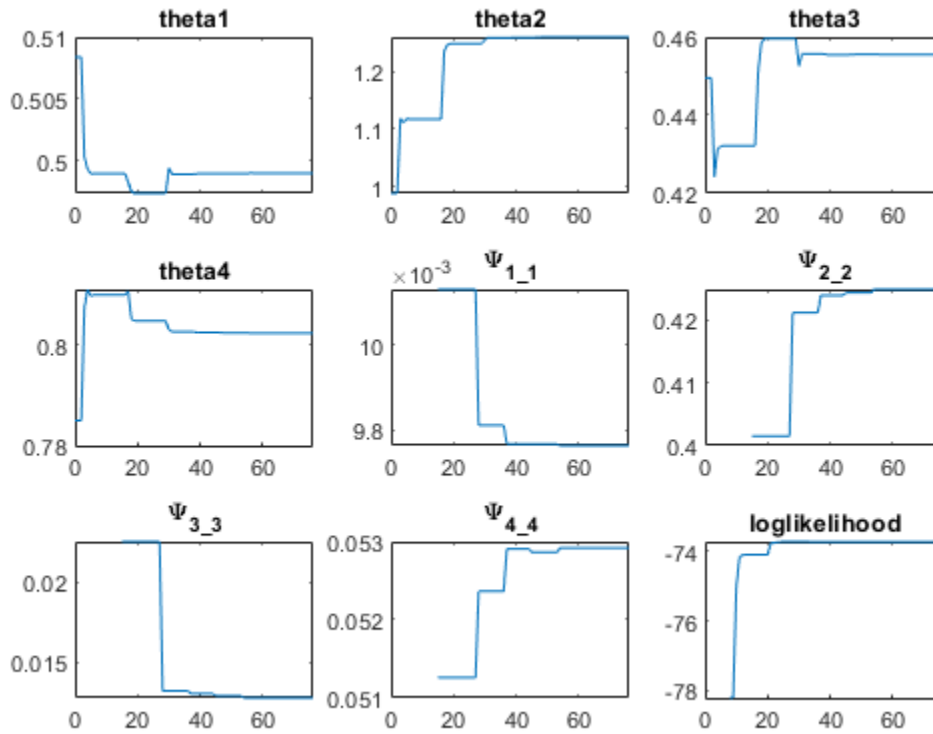 theta1 theta2 theta3
0.51 0.505 0.5
1.2 1.1 1
0.46 0.44 0.42
0 20 40 60 0 20 40 60 0 20 40 60
theta4 Ψ1_1 Ψ2_2
0.8 0.78
×10-3
10 9.8
0.42 0.41 0.4
0 20 40 60 0 20 40 60 0 20 40 60
Ψ3_3 Ψ4_4 loglikelihood
0.02 0.015
0.053 0.052 0.051
-74 -76 -78
0 20 40 60 0 20 40 60 0 20 40 60